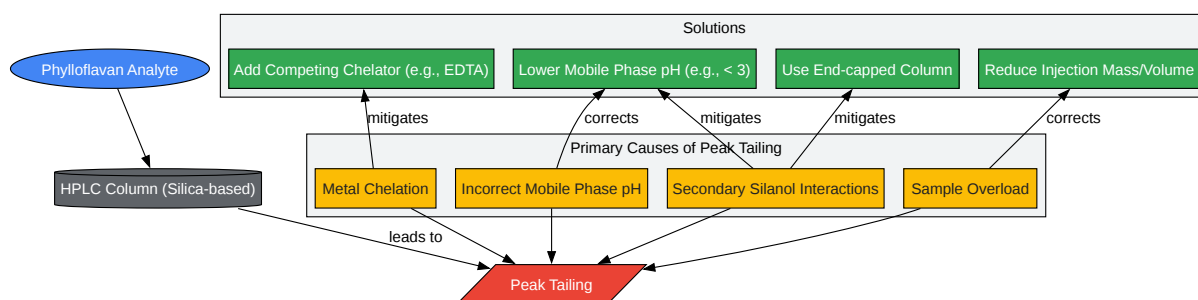 Solutions
Phylloflavan Analyte
Add Competing Chelator (e.g., EDTA)
Lower Mobile Phase pH (e.g., < 3)
Use End-capped Column
Reduce Injection Mass/Volume
mitigates
corrects
mitigates
mitigates
corrects
Primary Causes of Peak Tailing
HPLC Column (Silica-based)
Metal Chelation
Incorrect Mobile Phase pH
Secondary Silanol Interactions
Sample Overload
leads to
Peak Tailing